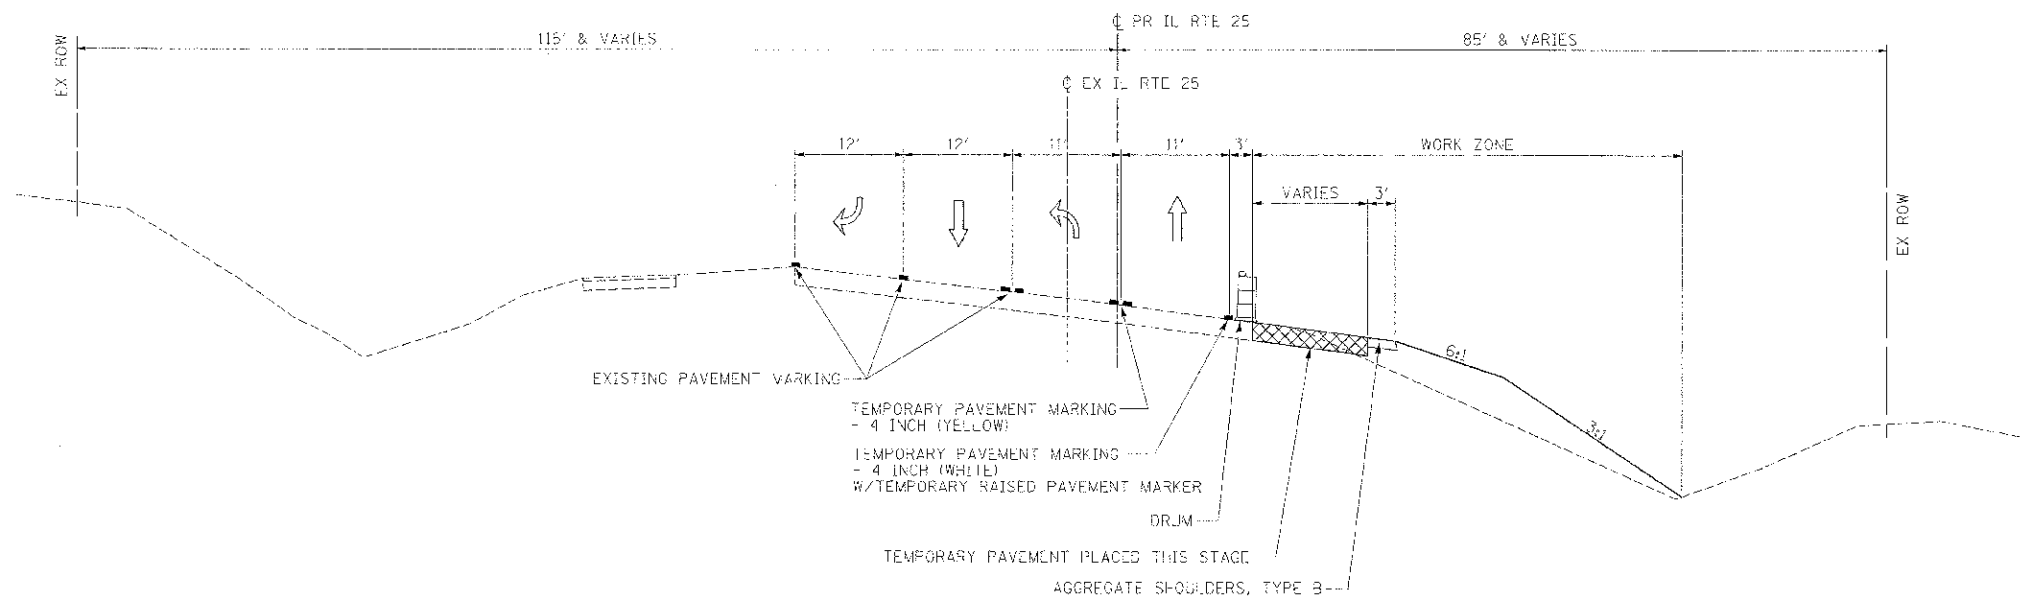 ℄ PR IL RTE 25
115' & VARIES
85' & VARIES
EX ROW
℄ EX IL RTE 25
12'
12'
11'
11'
3'
WORK ZONE
VARIES
3'
EX ROW
6:1
3:1
EXISTING PAVEMENT MARKING
TEMPORARY PAVEMENT MARKING
- 4 INCH (YELLOW)
TEMPORARY PAVEMENT MARKING
- 4 INCH (WHITE)
W/TEMPORARY RAISED PAVEMENT MARKER
DRUM
TEMPORARY PAVEMENT PLACED THIS STAGE
AGGREGATE SHOULDERS, TYPE B